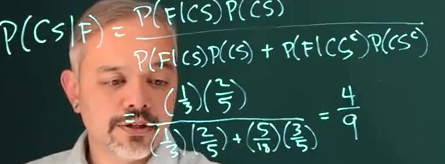 P(CS|F) = P(F|CS)P(CS) / P(F|CS)P(CS) + P(F|CS^c)P(CS^c)
= (1/3)(2/5) / (1/3)(2/5) + (5/18)(3/5) = 4/9